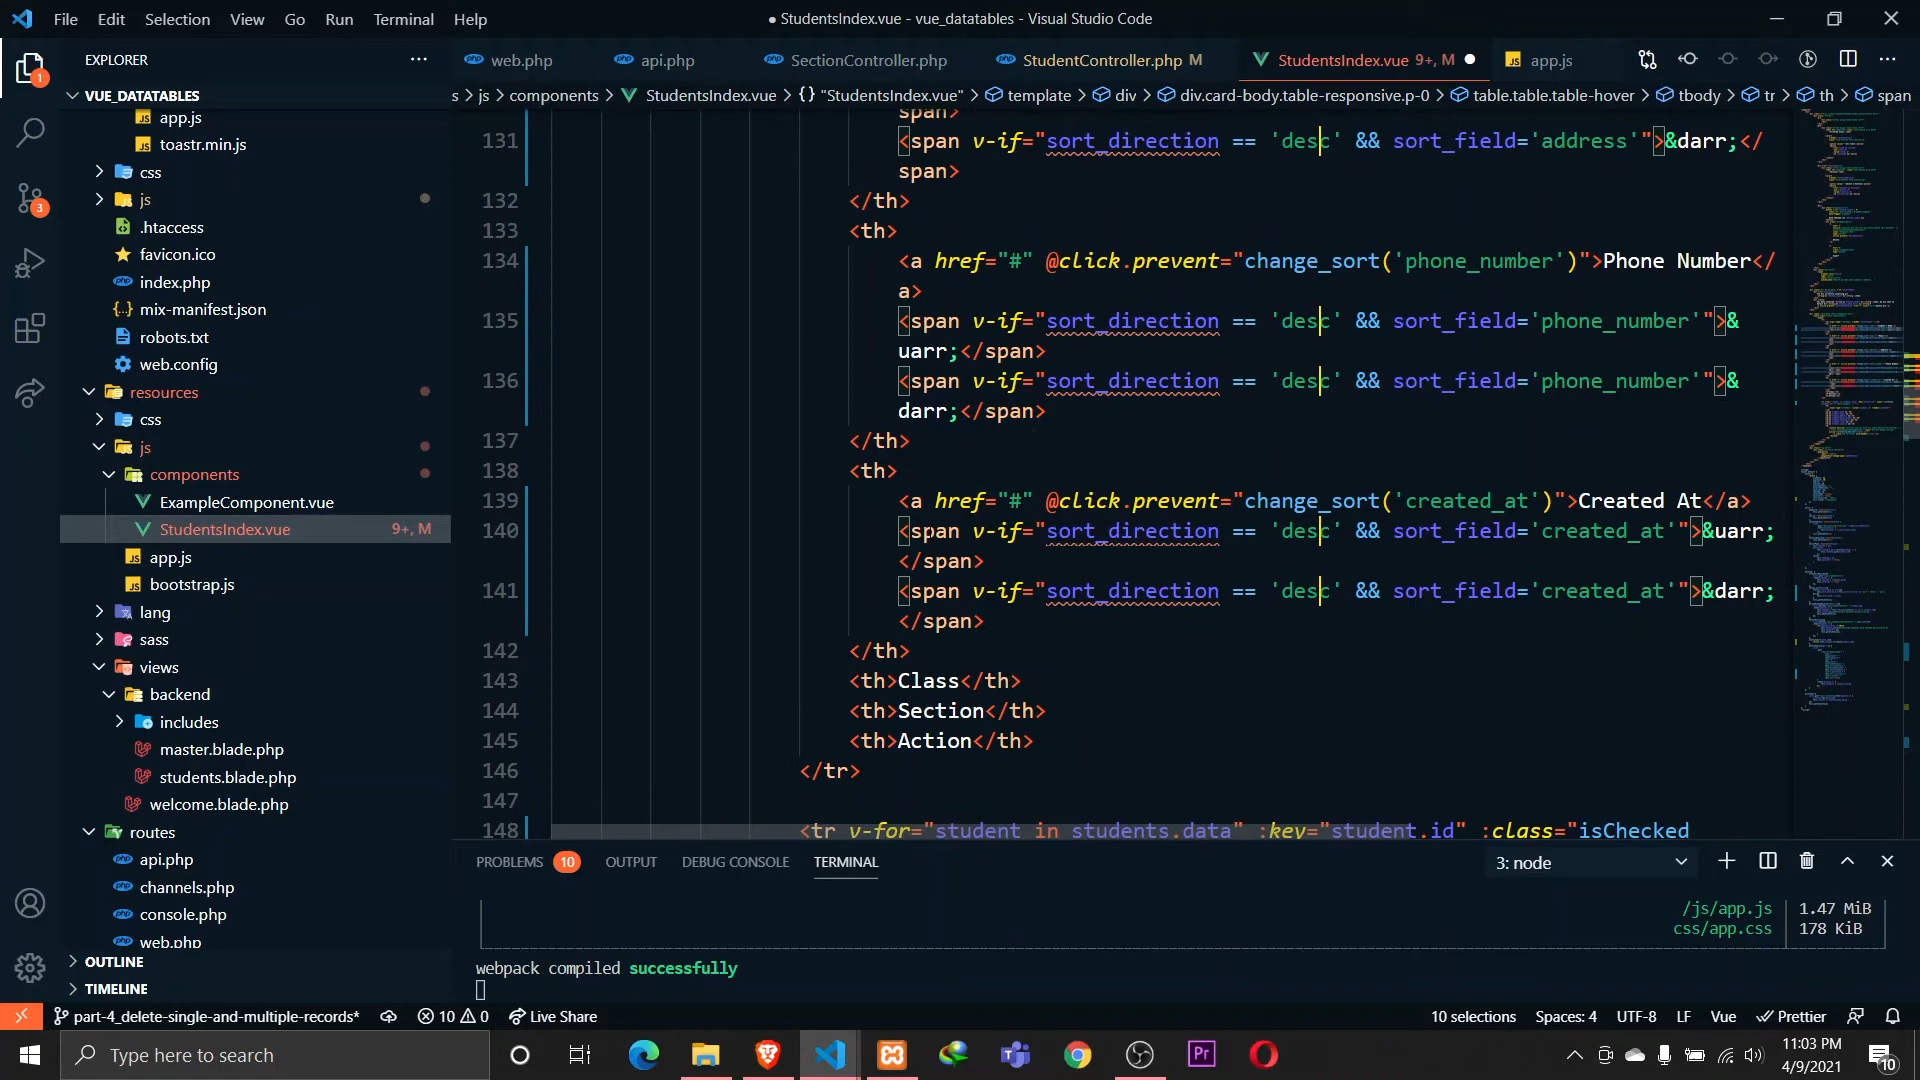 File Edit Selection View Go Run Terminal Help
● StudentsIndex.vue - vue_datatables - Visual Studio Code
EXPLORER
web.php api.php SectionController.php StudentController.php M StudentsIndex.vue 9+, M app.js
VUE_DATATABLES
s > js > components > StudentsIndex.vue > {} "StudentsIndex.vue" > template > div > div.card-body.table-responsive.p-0 > table.table.table-hover > tbody > tr > th > span
app.js
toastr.min.js
css
js
.htaccess
favicon.ico
index.php
mix-manifest.json
robots.txt
web.config
resources
css
js
components
ExampleComponent.vue
StudentsIndex.vue 9+, M
app.js
bootstrap.js
lang
sass
views
backend
includes
master.blade.php
students.blade.php
welcome.blade.php
routes
api.php
channels.php
console.php
web.php
OUTLINE
TIMELINE
span>
131 <span v-if="sort_direction == 'desc' && sort_field='address'">&darr;</
span>
132 </th>
133 <th>
134 <a href="#" @click.prevent="change_sort('phone_number')">Phone Number</
a>
135 <span v-if="sort_direction == 'desc' && sort_field='phone_number'">&
uarr;</span>
136 <span v-if="sort_direction == 'desc' && sort_field='phone_number'">&
darr;</span>
137 </th>
138 <th>
139 <a href="#" @click.prevent="change_sort('created_at')">Created At</a>
140 <span v-if="sort_direction == 'desc' && sort_field='created_at'">&uarr;
</span>
141 <span v-if="sort_direction == 'desc' && sort_field='created_at'">&darr;
</span>
142 </th>
143 <th>Class</th>
144 <th>Section</th>
145 <th>Action</th>
146 </tr>
147
148 <tr v-for="student in students.data" :key="student.id" :class="isChecked
PROBLEMS 10 OUTPUT DEBUG CONSOLE TERMINAL 3: node
/js/app.js 1.47 MiB
css/app.css 178 KiB
webpack compiled successfully
part-4_delete-single-and-multiple-records* 10 0 Live Share 10 selections Spaces: 4 UTF-8 LF Vue Prettier
Type here to search
11:03 PM
4/9/2021
10
1
3
Pr